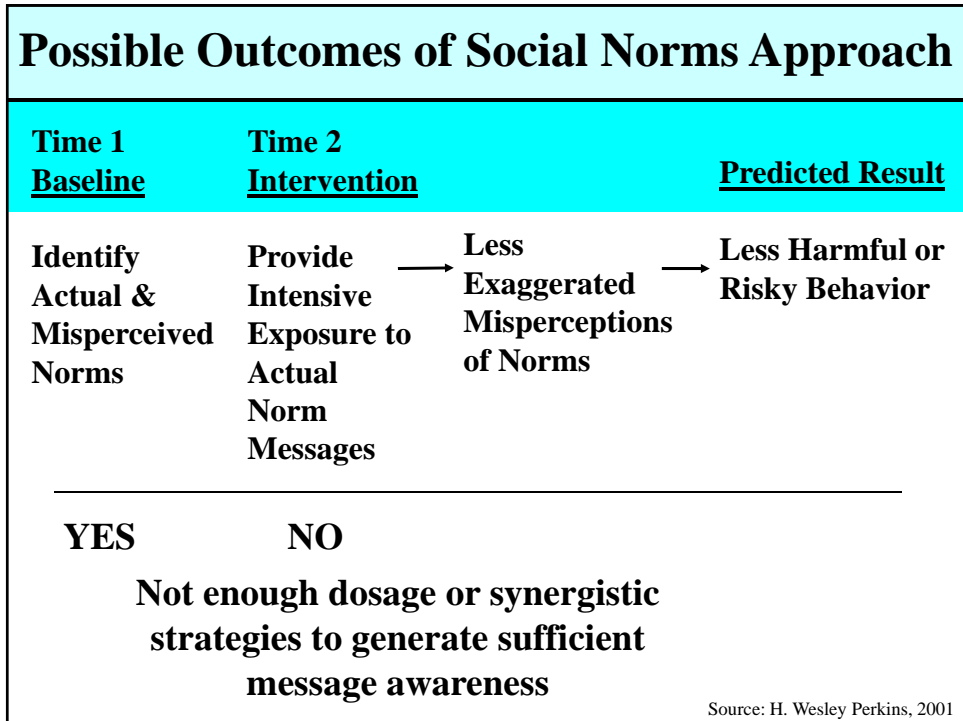 Possible Outcomes of Social Norms Approach
Time 1
Baseline
Time 2
Intervention
Predicted Result
Identify
Actual &
Misperceived
Norms
Provide
Intensive
Exposure to
Actual
Norm
Messages
Less
Exaggerated
Misperceptions
of Norms
Less Harmful or
Risky Behavior
YES
NO
Not enough dosage or synergistic
strategies to generate sufficient
message awareness
Source: H. Wesley Perkins, 2001